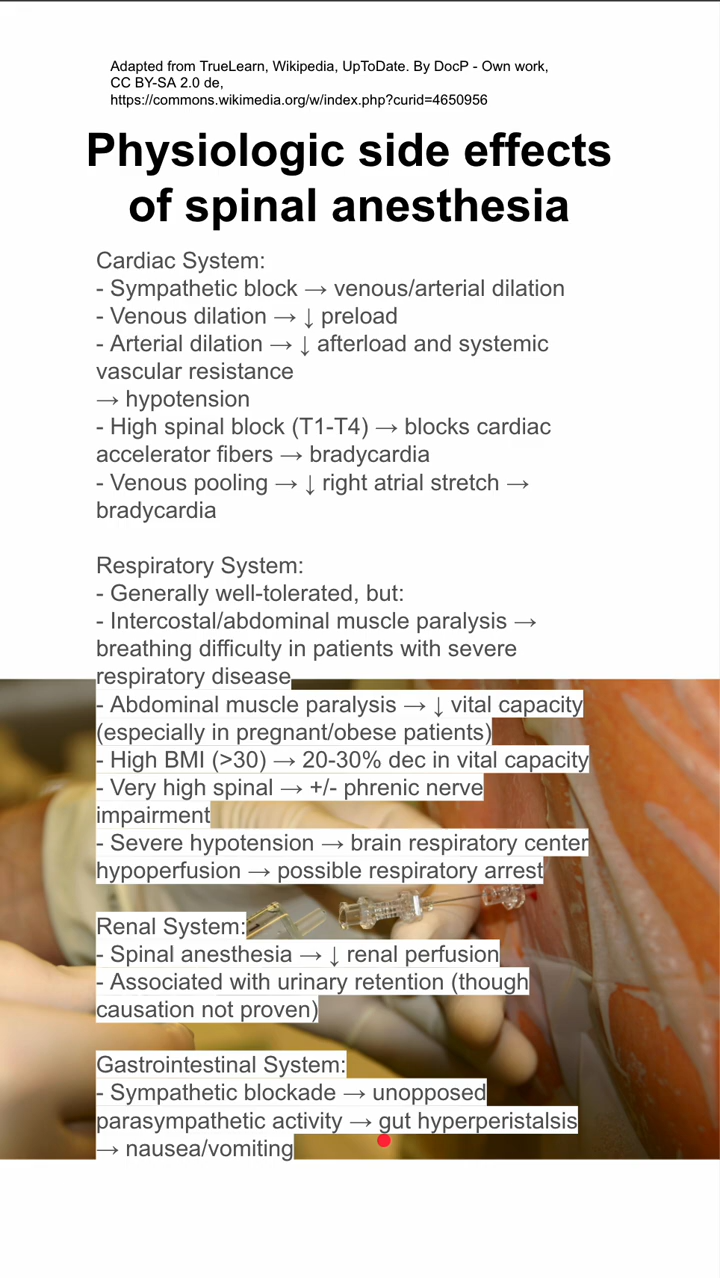 Adapted from TrueLearn, Wikipedia, UpToDate. By DocP - Own work,
CC BY-SA 2.0 de,
https://commons.wikimedia.org/w/index.php?curid=4650956
Physiologic side effects
of spinal anesthesia
Cardiac System:
- Sympathetic block → venous/arterial dilation
- Venous dilation → ↓ preload
- Arterial dilation → ↓ afterload and systemic
vascular resistance
→ hypotension
- High spinal block (T1-T4) → blocks cardiac
accelerator fibers → bradycardia
- Venous pooling → ↓ right atrial stretch →
bradycardia
Respiratory System:
- Generally well-tolerated, but:
- Intercostal/abdominal muscle paralysis →
breathing difficulty in patients with severe
respiratory disease
- Abdominal muscle paralysis → ↓ vital capacity
(especially in pregnant/obese patients)
- High BMI (>30) → 20-30% dec in vital capacity
- Very high spinal → +/- phrenic nerve
impairment
- Severe hypotension → brain respiratory center
hypoperfusion → possible respiratory arrest
Renal System:
- Spinal anesthesia → ↓ renal perfusion
- Associated with urinary retention (though
causation not proven)
Gastrointestinal System:
- Sympathetic blockade → unopposed
parasympathetic activity → gut hyperperistalsis
→ nausea/vomiting